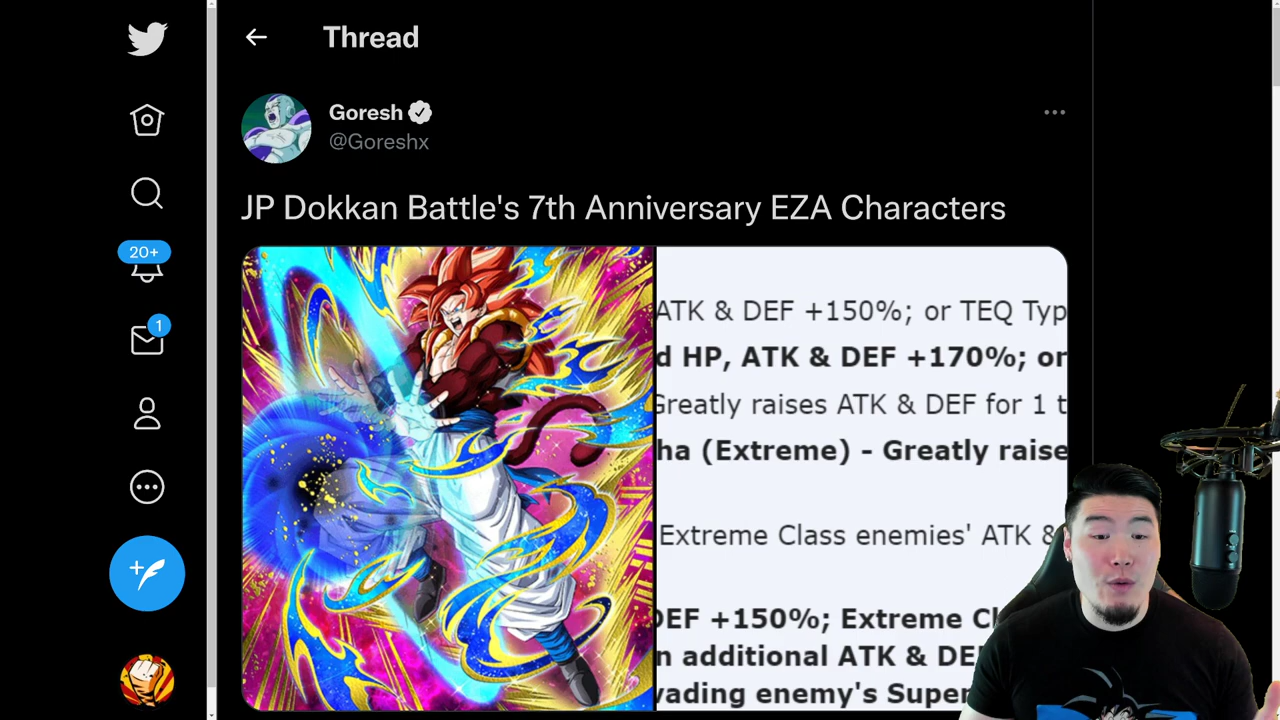 Thread
Goresh
@Goreshx
JP Dokkan Battle's 7th Anniversary EZA Characters
20+
1
ATK & DEF +150%; or TEQ Typ
d HP, ATK & DEF +170%; or
Greatly raises ATK & DEF for 1 t
ha (Extreme) - Greatly raise
Extreme Class enemies' ATK &
DEF +150%; Extreme Cl
n additional ATK & DE
vading enemy's Super